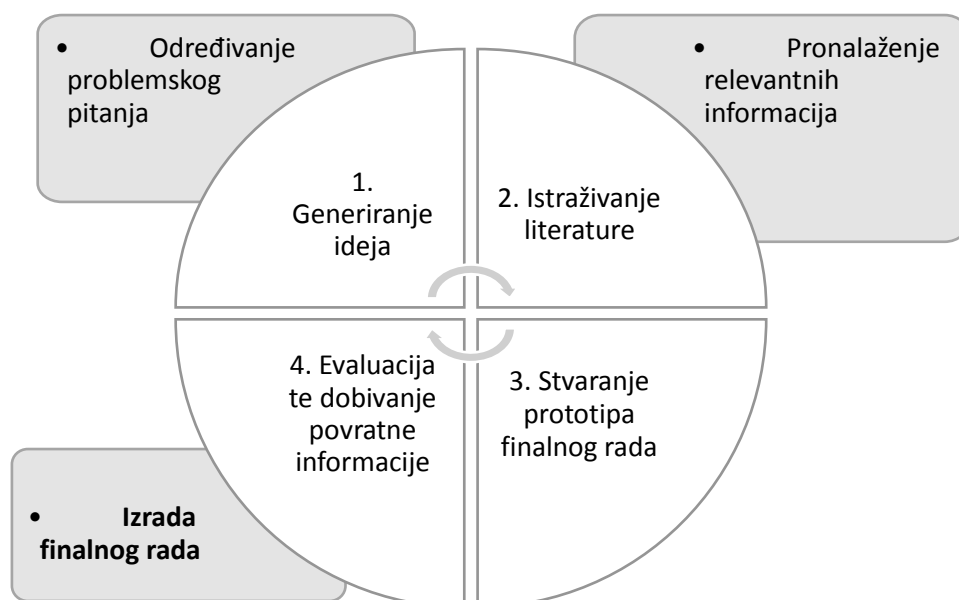 • Određivanje
problemskog
pitanja
• Pronalaženje
relevantnih
informacija
1.
Generiranje
ideja
2. Istraživanje
literature
4. Evaluacija
te dobivanje
povratne
informacije
3. Stvaranje
prototipa
finalnog rada
• Izrada
finalnog rada